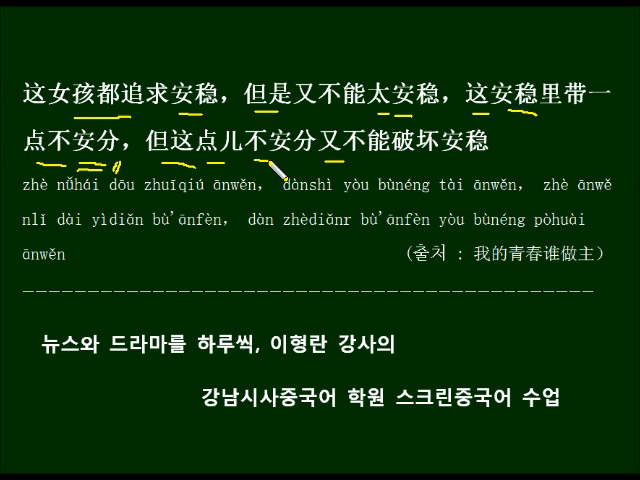 这女孩都追求安稳，但是又不能太安稳，这安稳里带一
点不安分，但这点儿不安分又不能破坏安稳
zhè nǚhái dōu zhuīqiú ānwěn， dànshì yòu bùnéng tài ānwěn， zhè ānwě
nlǐ dài yìdiǎn bù'ānfèn， dàn zhèdiǎnr bù'ānfèn yòu bùnéng pòhuài
ānwěn (출처 : 我的青春谁做主）
--------------------------------------------
뉴스와 드라마를 하루씩, 이형란 강사의
강남시사중국어 학원 스크린중국어 수업